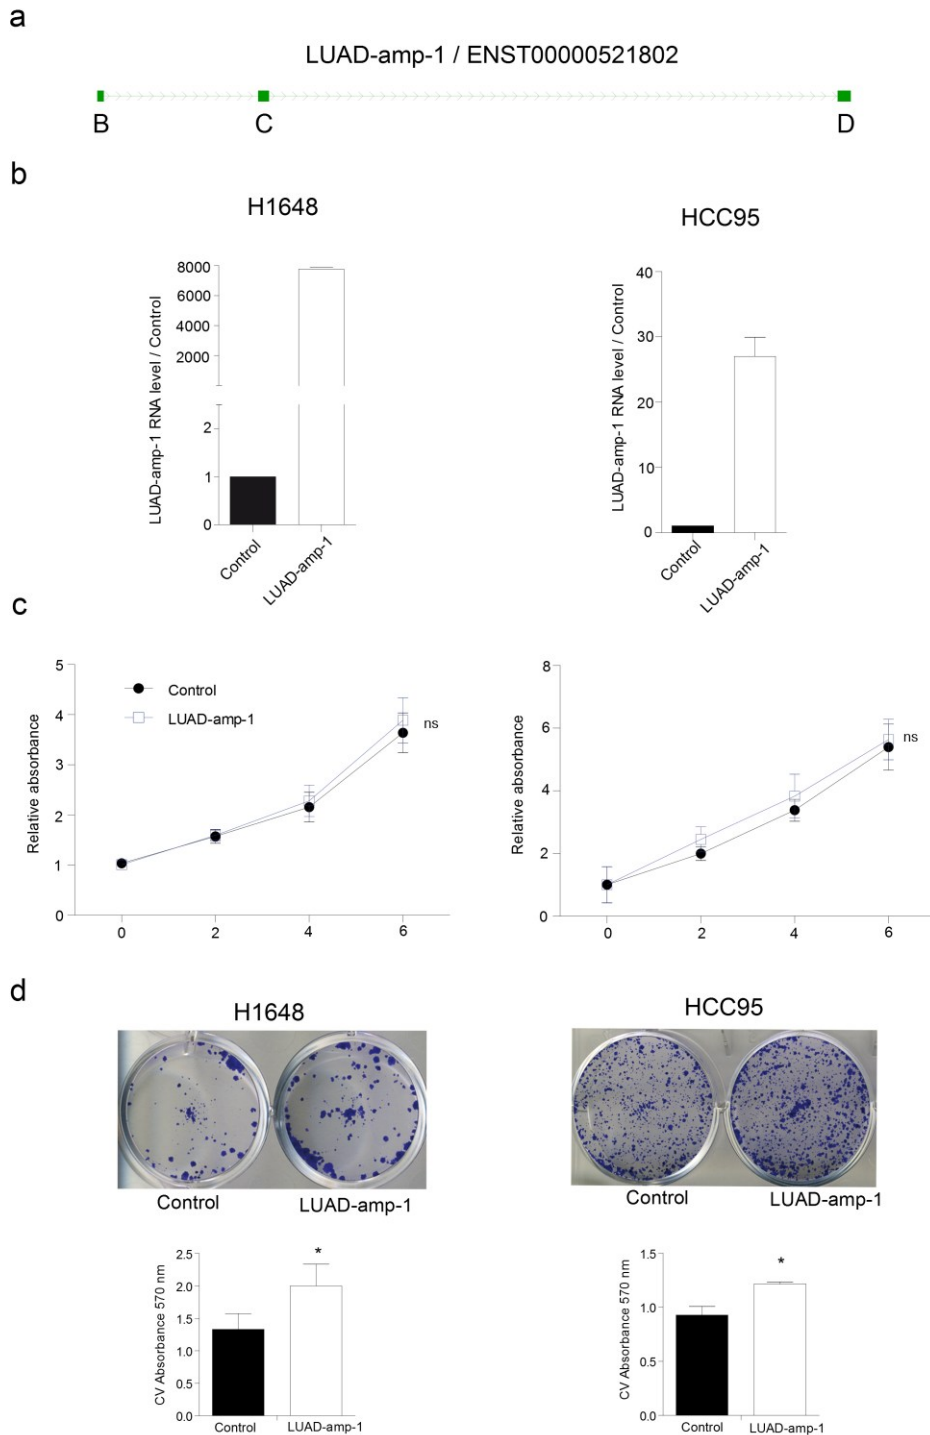 a
LUAD-amp-1 / ENST00000521802
B C D
b
H1648
HCC95
LUAD-amp-1 RNA level / Control
8000
6000
4000
2000
2
1
0
Control
LUAD-amp-1
LUAD-amp-1 RNA level / Control
40
30
20
10
0
Control
LUAD-amp-1
c
Relative absorbance
5
4
3
2
1
0
Control
LUAD-amp-1
ns
0 2 4 6
Relative absorbance
8
6
4
2
0
ns
0 2 4 6
d
H1648
HCC95
Control
LUAD-amp-1
Control
LUAD-amp-1
CV Absorbance 570 nm
2.5
2.0
1.5
1.0
0.5
0.0
*
Control
LUAD-amp-1
CV Absorbance 570 nm
1.5
1.0
0.5
0.0
*
Control
LUAD-amp-1